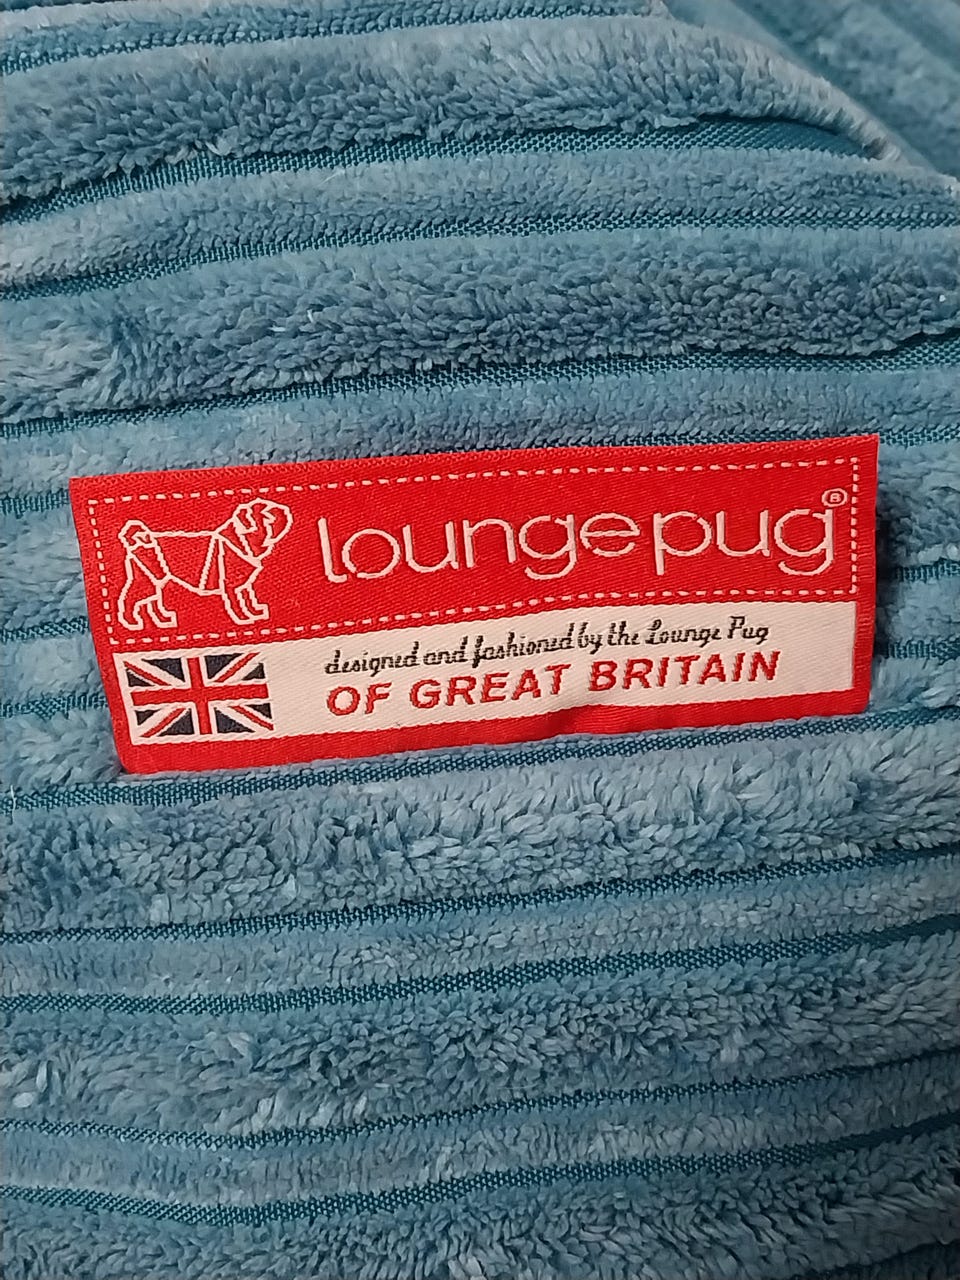 loungepug®
designed and fashioned by the Lounge Pug
OF GREAT BRITAIN